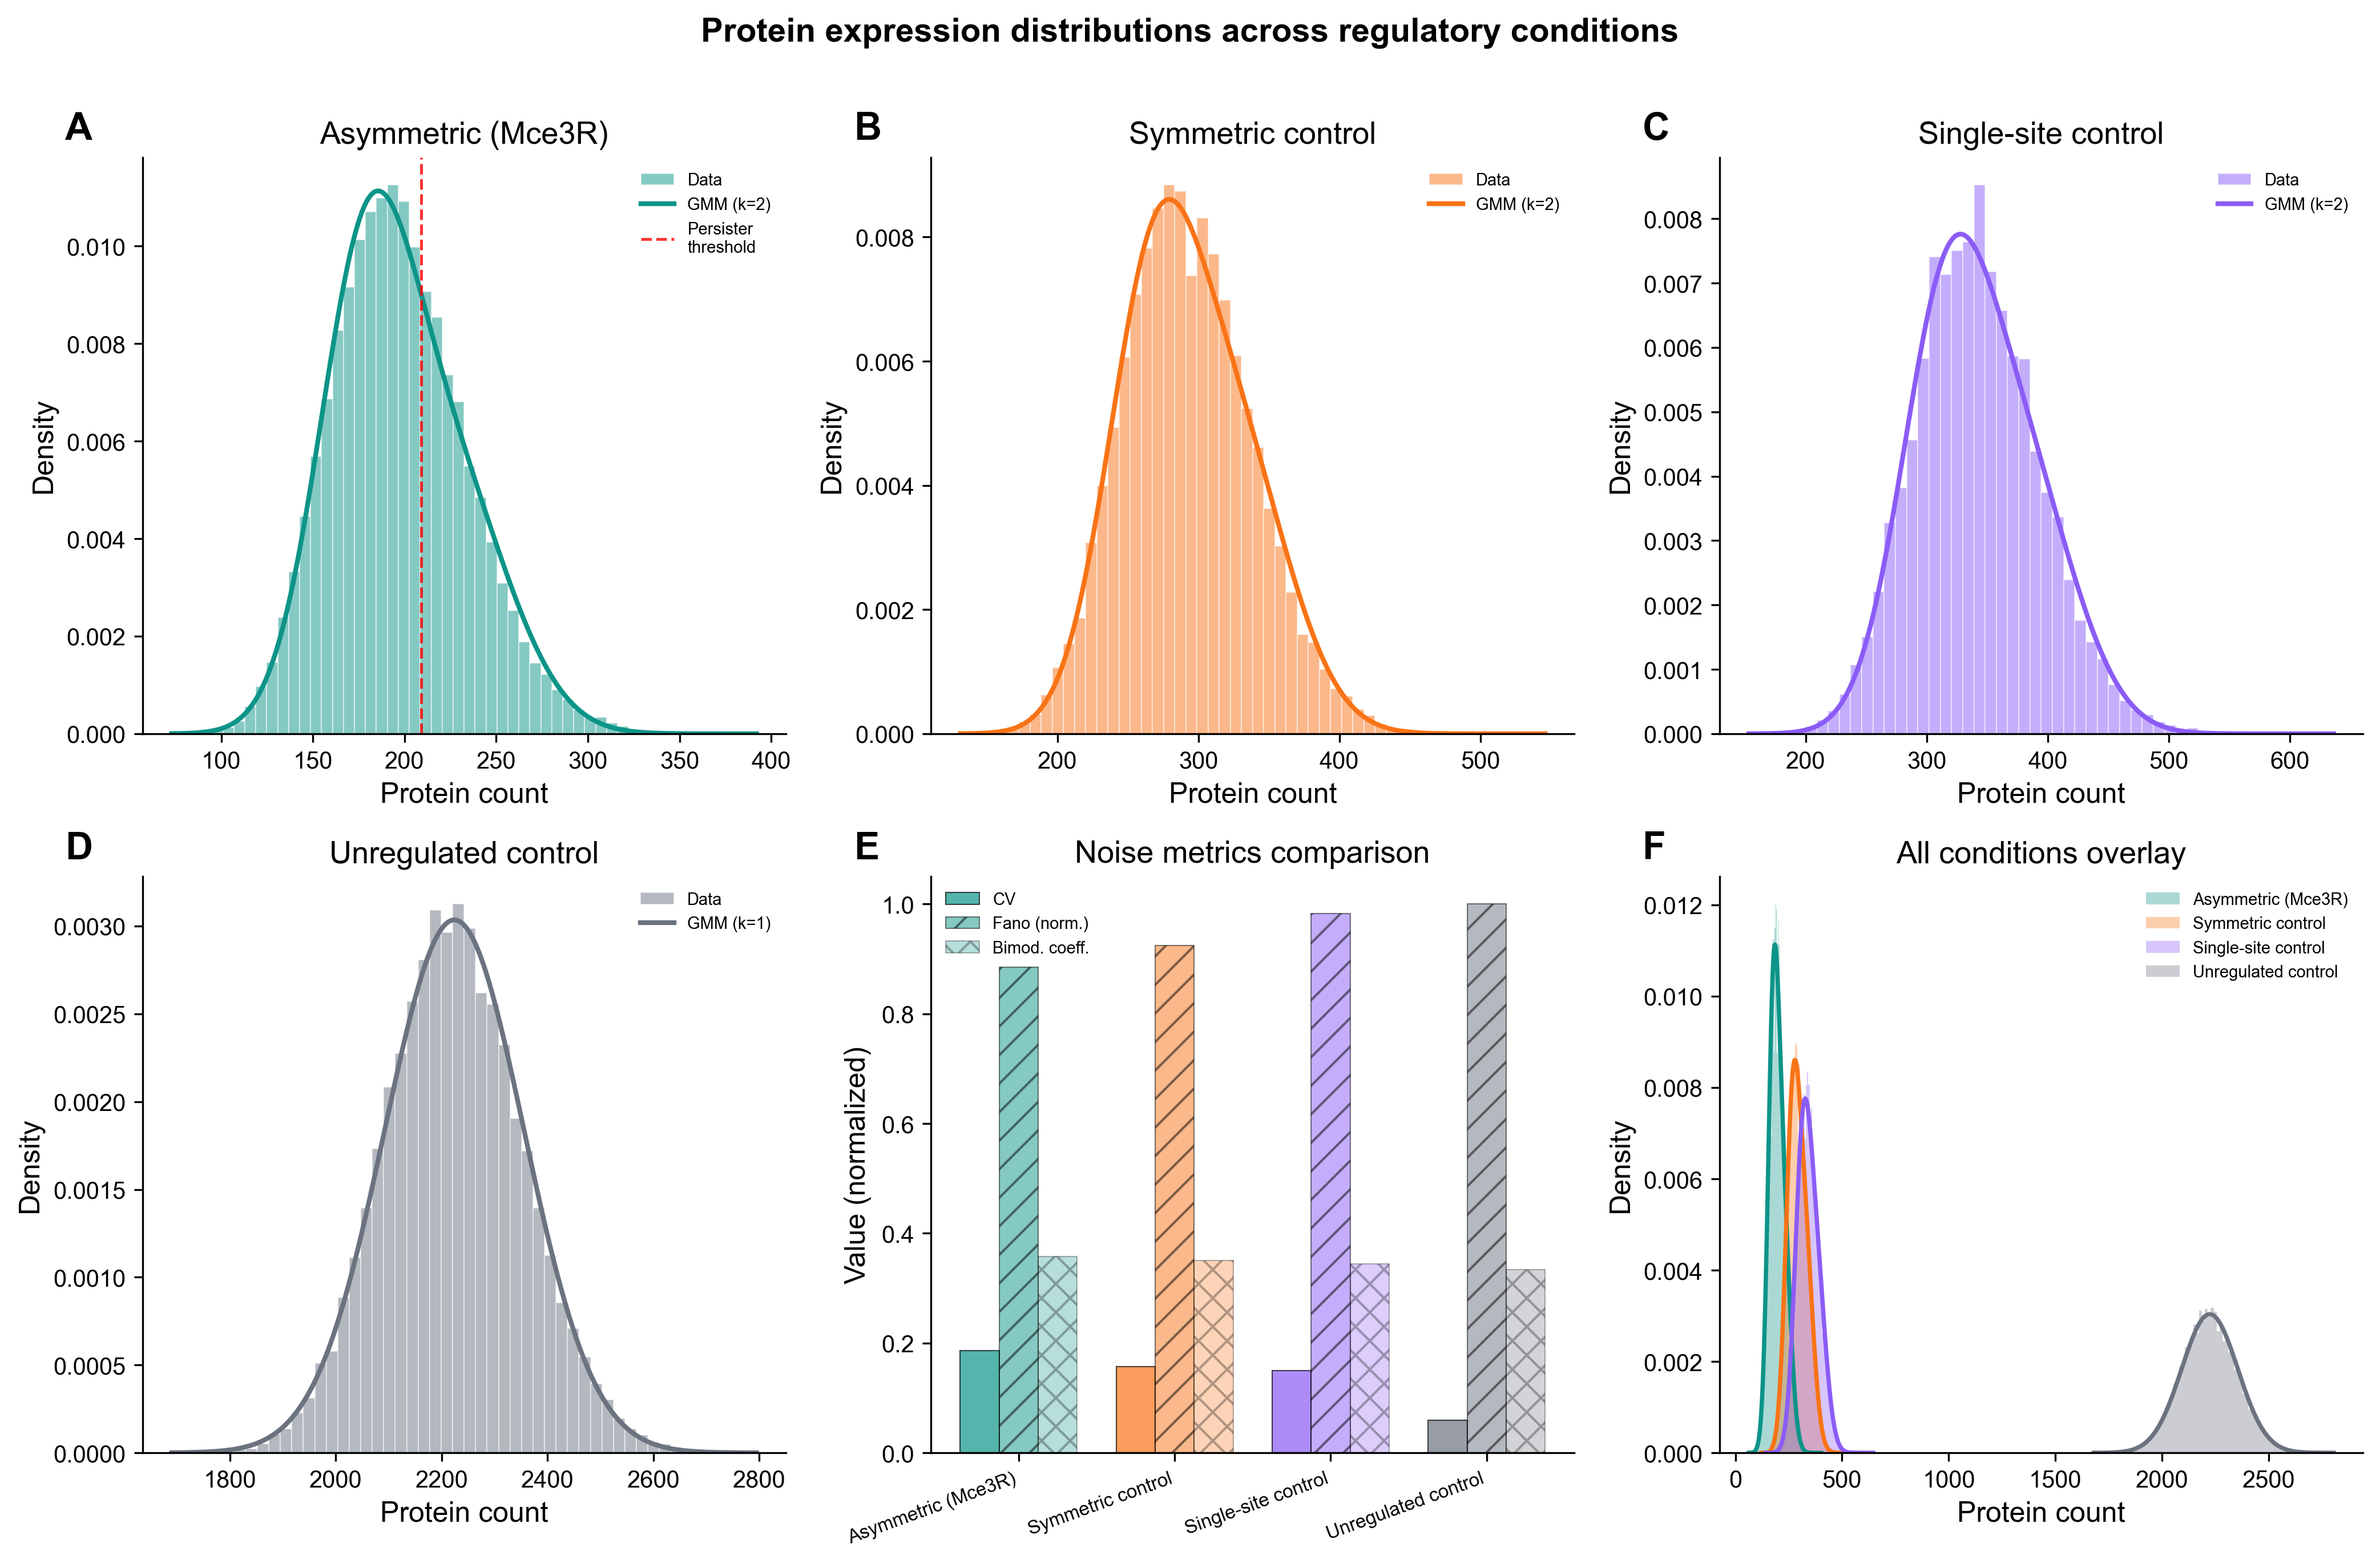 Protein expression distributions across regulatory conditions
A
Asymmetric (Mce3R)
Data
GMM (k=2)
Persister
threshold
0.010
0.008
0.006
0.004
0.002
0.000
Density
100 150 200 250 300 350 400
Protein count
B
Symmetric control
Data
GMM (k=2)
0.008
0.006
0.004
0.002
0.000
Density
200 300 400 500
Protein count
C
Single-site control
Data
GMM (k=2)
0.008
0.007
0.006
0.005
0.004
0.003
0.002
0.001
0.000
Density
200 300 400 500 600
Protein count
D
Unregulated control
Data
GMM (k=1)
0.0030
0.0025
0.0020
0.0015
0.0010
0.0005
0.0000
Density
1800 2000 2200 2400 2600 2800
Protein count
E
Noise metrics comparison
CV
Fano (norm.)
Bimod. coeff.
1.0
0.8
0.6
0.4
0.2
0.0
Value (normalized)
Asymmetric (Mce3R)
Symmetric control
Single-site control
Unregulated control
F
All conditions overlay
Asymmetric (Mce3R)
Symmetric control
Single-site control
Unregulated control
0.012
0.010
0.008
0.006
0.004
0.002
0.000
Density
0 500 1000 1500 2000 2500
Protein count